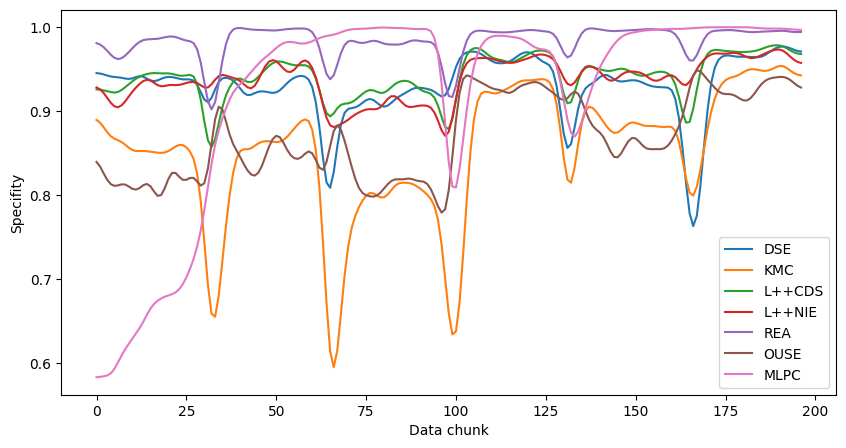 1.0
0.9
0.8
0.7
0.6
Specifity
0
25
50
75
100
125
150
175
200
Data chunk
DSE
KMC
L++CDS
L++NIE
REA
OUSE
MLPC